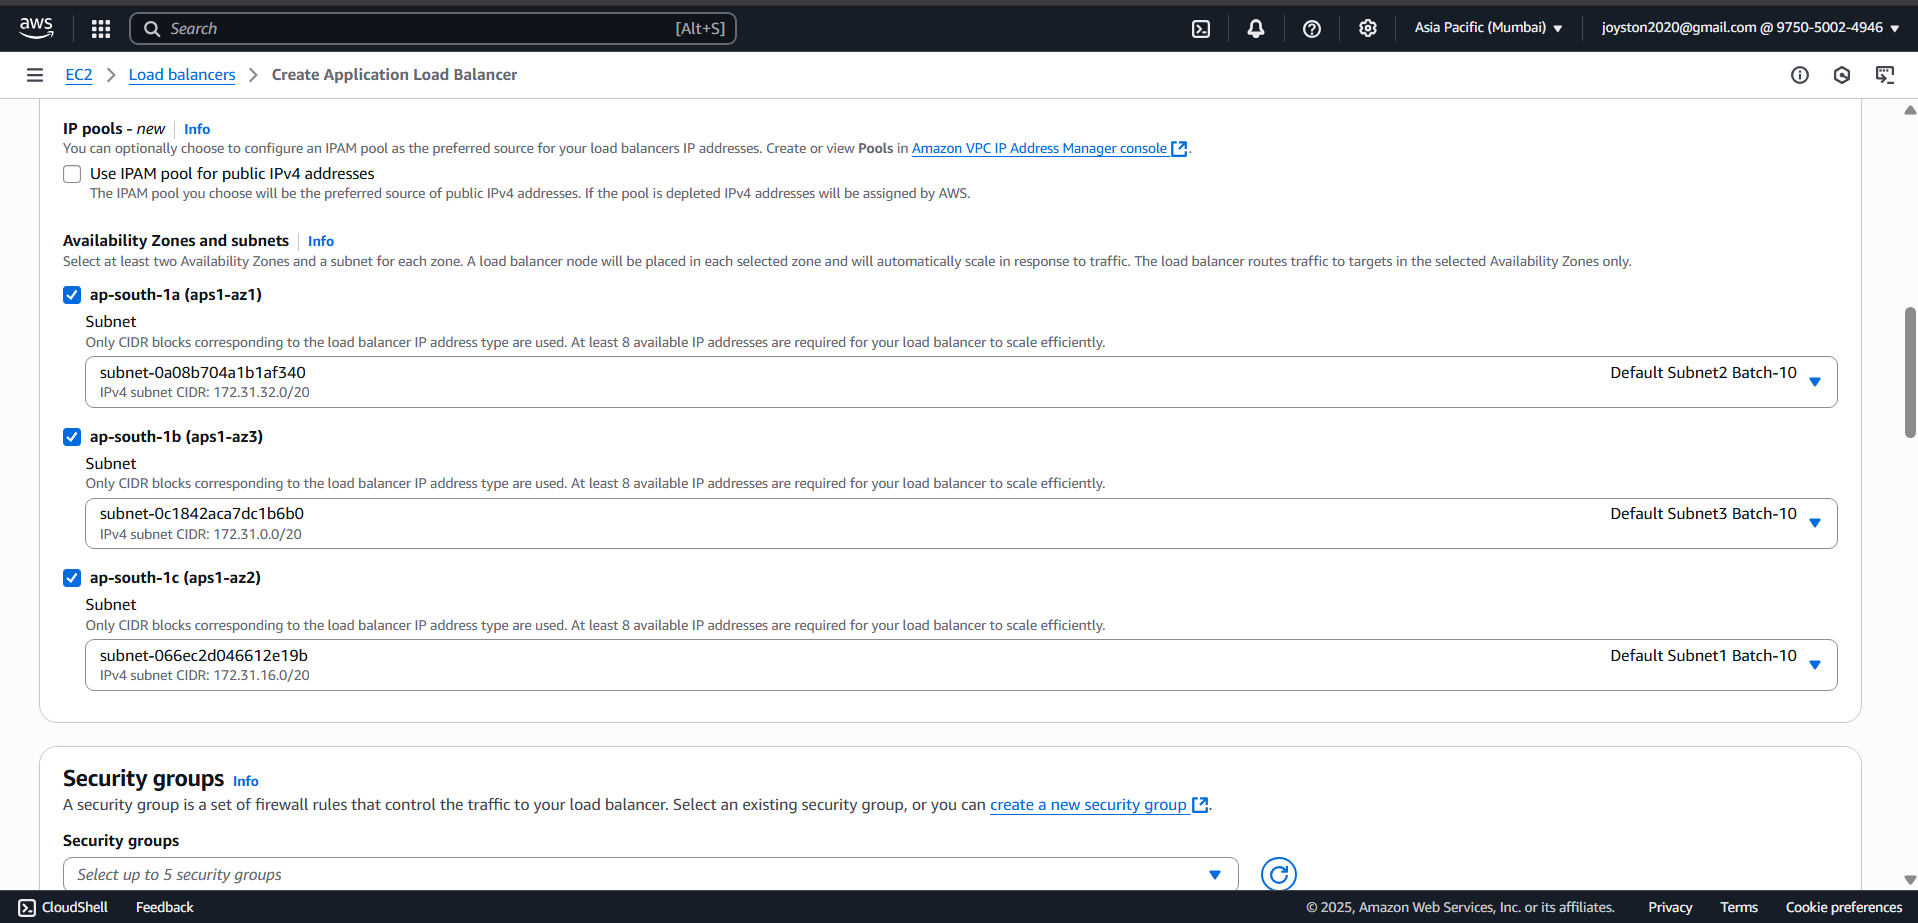 aws
Search [Alt+S]
Asia Pacific (Mumbai)
joyston2020@gmail.com @ 9750-5002-4946
EC2 > Load balancers > Create Application Load Balancer
IP pools - new Info
You can optionally choose to configure an IPAM pool as the preferred source for your load balancers IP addresses. Create or view Pools in Amazon VPC IP Address Manager console.
Use IPAM pool for public IPv4 addresses
The IPAM pool you choose will be the preferred source of public IPv4 addresses. If the pool is depleted IPv4 addresses will be assigned by AWS.
Availability Zones and subnets Info
Select at least two Availability Zones and a subnet for each zone. A load balancer node will be placed in each selected zone and will automatically scale in response to traffic. The load balancer routes traffic to targets in the selected Availability Zones only.
ap-south-1a (aps1-az1)
Subnet
Only CIDR blocks corresponding to the load balancer IP address type are used. At least 8 available IP addresses are required for your load balancer to scale efficiently.
subnet-0a08b704a1b1af340 Default Subnet2 Batch-10
IPv4 subnet CIDR: 172.31.32.0/20
ap-south-1b (aps1-az3)
Subnet
Only CIDR blocks corresponding to the load balancer IP address type are used. At least 8 available IP addresses are required for your load balancer to scale efficiently.
subnet-0c1842aca7dc1b6b0 Default Subnet3 Batch-10
IPv4 subnet CIDR: 172.31.0.0/20
ap-south-1c (aps1-az2)
Subnet
Only CIDR blocks corresponding to the load balancer IP address type are used. At least 8 available IP addresses are required for your load balancer to scale efficiently.
subnet-066ec2d046612e19b Default Subnet1 Batch-10
IPv4 subnet CIDR: 172.31.16.0/20
Security groups Info
A security group is a set of firewall rules that control the traffic to your load balancer. Select an existing security group, or you can create a new security group.
Security groups
Select up to 5 security groups
CloudShell Feedback © 2025, Amazon Web Services, Inc. or its affiliates. Privacy Terms Cookie preferences